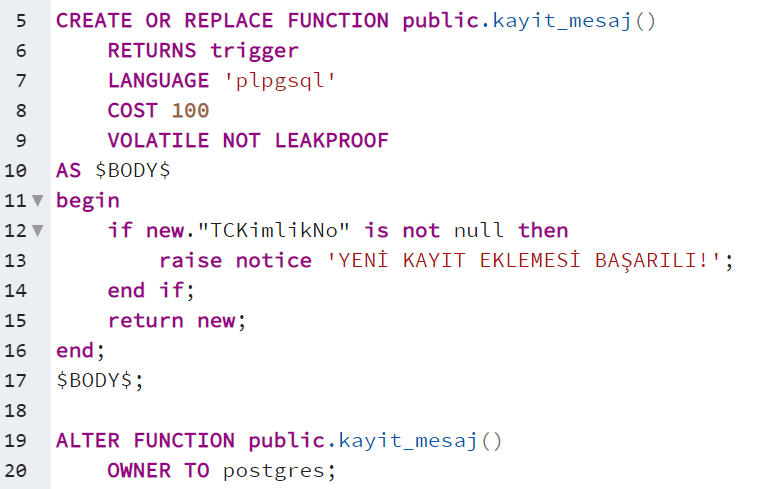 5 CREATE OR REPLACE FUNCTION public.kayit_mesaj()
6     RETURNS trigger
7     LANGUAGE 'plpgsql'
8     COST 100
9     VOLATILE NOT LEAKPROOF
10 AS $BODY$
11 begin
12     if new."TCKimlikNo" is not null then
13         raise notice 'YENİ KAYIT EKLEMESİ BAŞARILI!';
14     end if;
15     return new;
16 end;
17 $BODY$;
18
19 ALTER FUNCTION public.kayit_mesaj()
20     OWNER TO postgres;